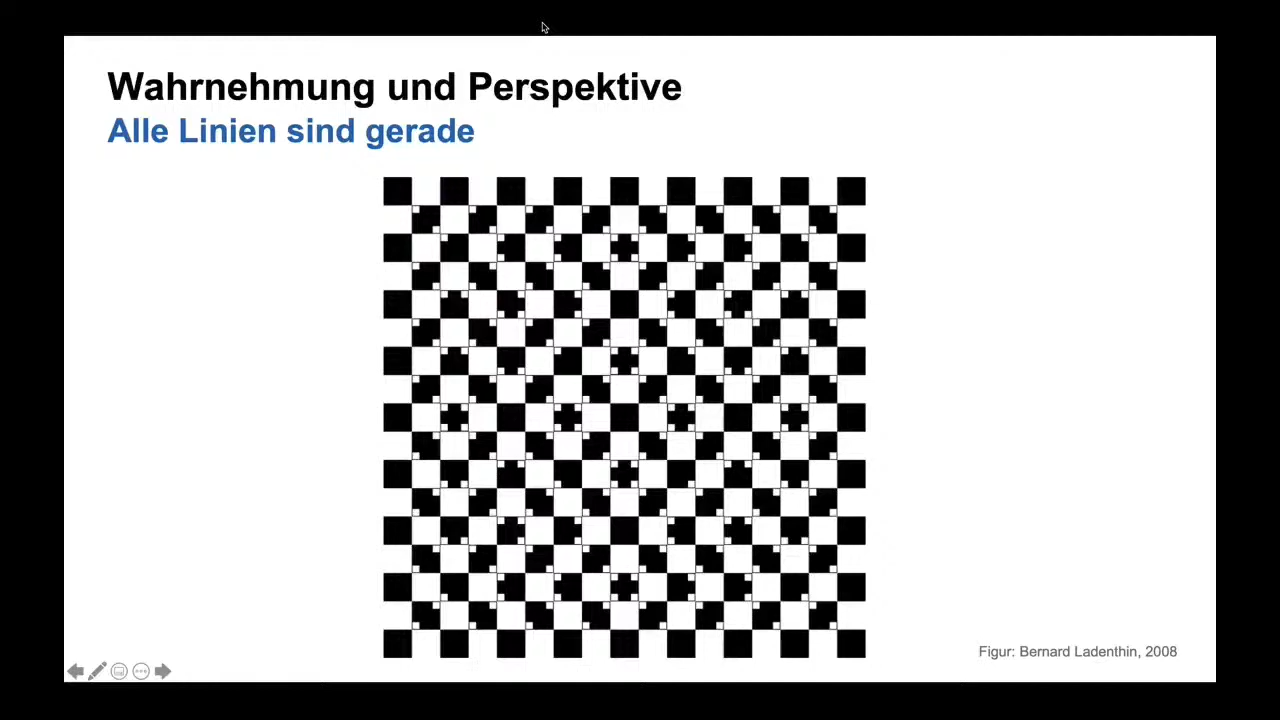 Wahrnehmung und Perspektive
Alle Linien sind gerade
Figur: Bernard Ladenthin, 2008